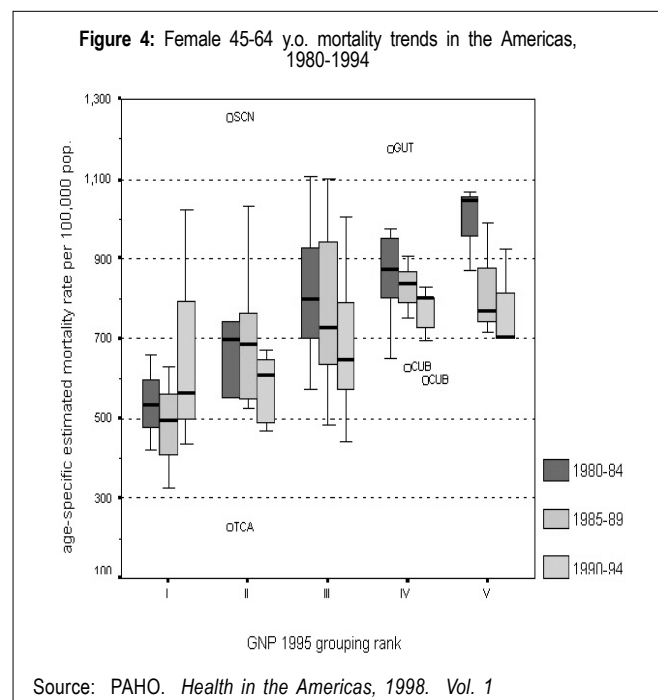 Figure 4: Female 45-64 y.o. mortality trends in the Americas,
1980-1994
age-specific estimated mortality rate per 100,000 pop.
1,300
1,100
900
700
500
300
100
SCN
TCA
GUT
CUB
CUB
I II III IV V
GNP 1995 grouping rank
1980-84
1985-89
1990-94
Source: PAHO. Health in the Americas, 1998. Vol. 1